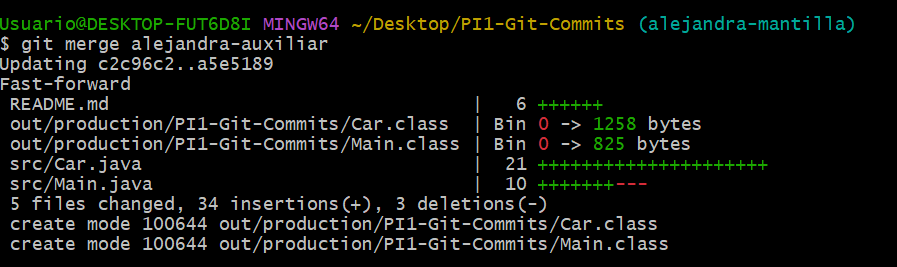 Usuario@DESKTOP-FUT6D8I MINGW64 ~/Desktop/PI1-Git-Commits (alejandra-mantilla)
$ git merge alejandra-auxiliar
Updating c2c96c2..a5e5189
Fast-forward
 README.md                                  |   6 ++++++
 out/production/PI1-Git-Commits/Car.class   | Bin 0 -> 1258 bytes
 out/production/PI1-Git-Commits/Main.class  | Bin 0 -> 825 bytes
 src/Car.java                               |  21 +++++++++++++++++++++
 src/Main.java                              |  10 +++++++---
 5 files changed, 34 insertions(+), 3 deletions(-)
 create mode 100644 out/production/PI1-Git-Commits/Car.class
 create mode 100644 out/production/PI1-Git-Commits/Main.class